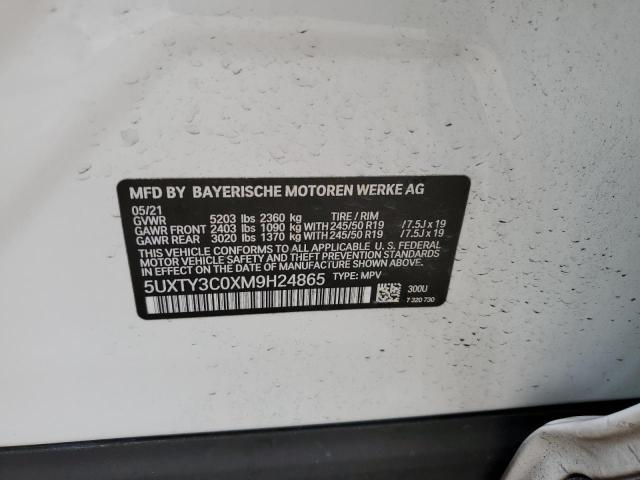 MFD BY BAYERISCHE MOTOREN WERKE AG
05/21
GVWR 5203 lbs 2360 kg TIRE / RIM
GAWR FRONT 2403 lbs 1090 kg WITH 245/50 R19 / 7.5J x 19
GAWR REAR 3020 lbs 1370 kg WITH 245/50 R19 / 7.5J x 19
THIS VEHICLE CONFORMS TO ALL APPLICABLE U. S. FEDERAL
MOTOR VEHICLE SAFETY AND THEFT PREVENTION STANDARDS
IN EFFECT ON THE DATE OF MANUFACTURE SHOWN ABOVE.
5UXTY3C0XM9H24865 TYPE: MPV
300U
7 320 730